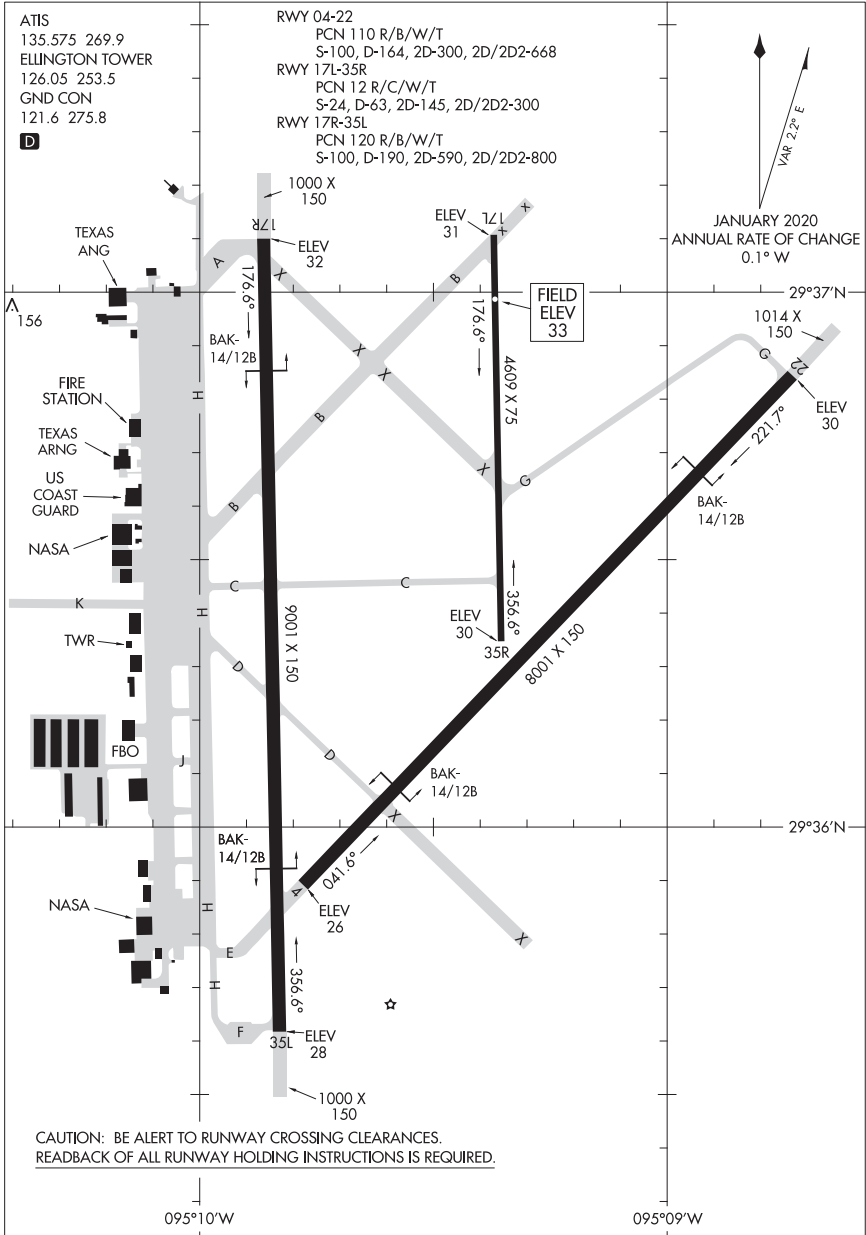 ATIS
135.575 269.9
ELLINGTON TOWER
126.05 253.5
GND CON
121.6 275.8
D
RWY 04-22
PCN 110 R/B/W/T
S-100, D-164, 2D-300, 2D/2D2-668
RWY 17L-35R
PCN 12 R/C/W/T
S-24, D-63, 2D-145, 2D/2D2-300
RWY 17R-35L
PCN 120 R/B/W/T
S-100, D-190, 2D-590, 2D/2D2-800
VAR 2.2° E
JANUARY 2020
ANNUAL RATE OF CHANGE
0.1° W
1000 X
150
17R
ELEV
32
ELEV
31
17L
X
X
TEXAS
ANG
A
X
B
176.6°
176.6°
FIELD
ELEV
33
29°37'N
156
1014 X
150
BAK-
14/12B
X
X
4609 X 75
G
22
ELEV
30
FIRE
STATION
H
B
221.7°
TEXAS
ARNG
US
COAST
GUARD
X
G
BAK-
14/12B
B
NASA
C
C
356.6°
K
H
9001 X 150
ELEV
30
35R
TWR
D
8001 X 150
FBO
J
D
BAK-
14/12B
X
29°36'N
BAK-
14/12B
041.9°
4
ELEV
26
NASA
H
E
X
356.6°
H
F
35L
ELEV
28
1000 X
150
CAUTION: BE ALERT TO RUNWAY CROSSING CLEARANCES.
READBACK OF ALL RUNWAY HOLDING INSTRUCTIONS IS REQUIRED.
095°10'W
095°09'W